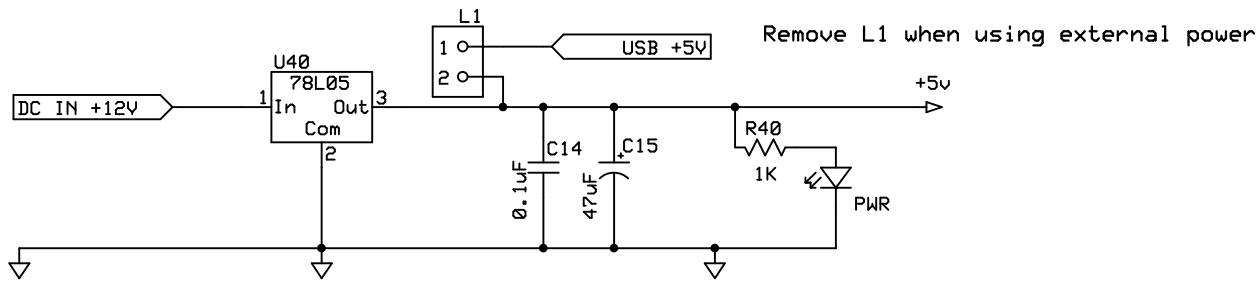 L1
Remove L1 when using external power
1
USB +5V
2
U40
78L05
+5v
DC IN +12V
1
In
Out
3
Com
2
C14
0.1uF
+
C15
47uF
R40
1K
PWR